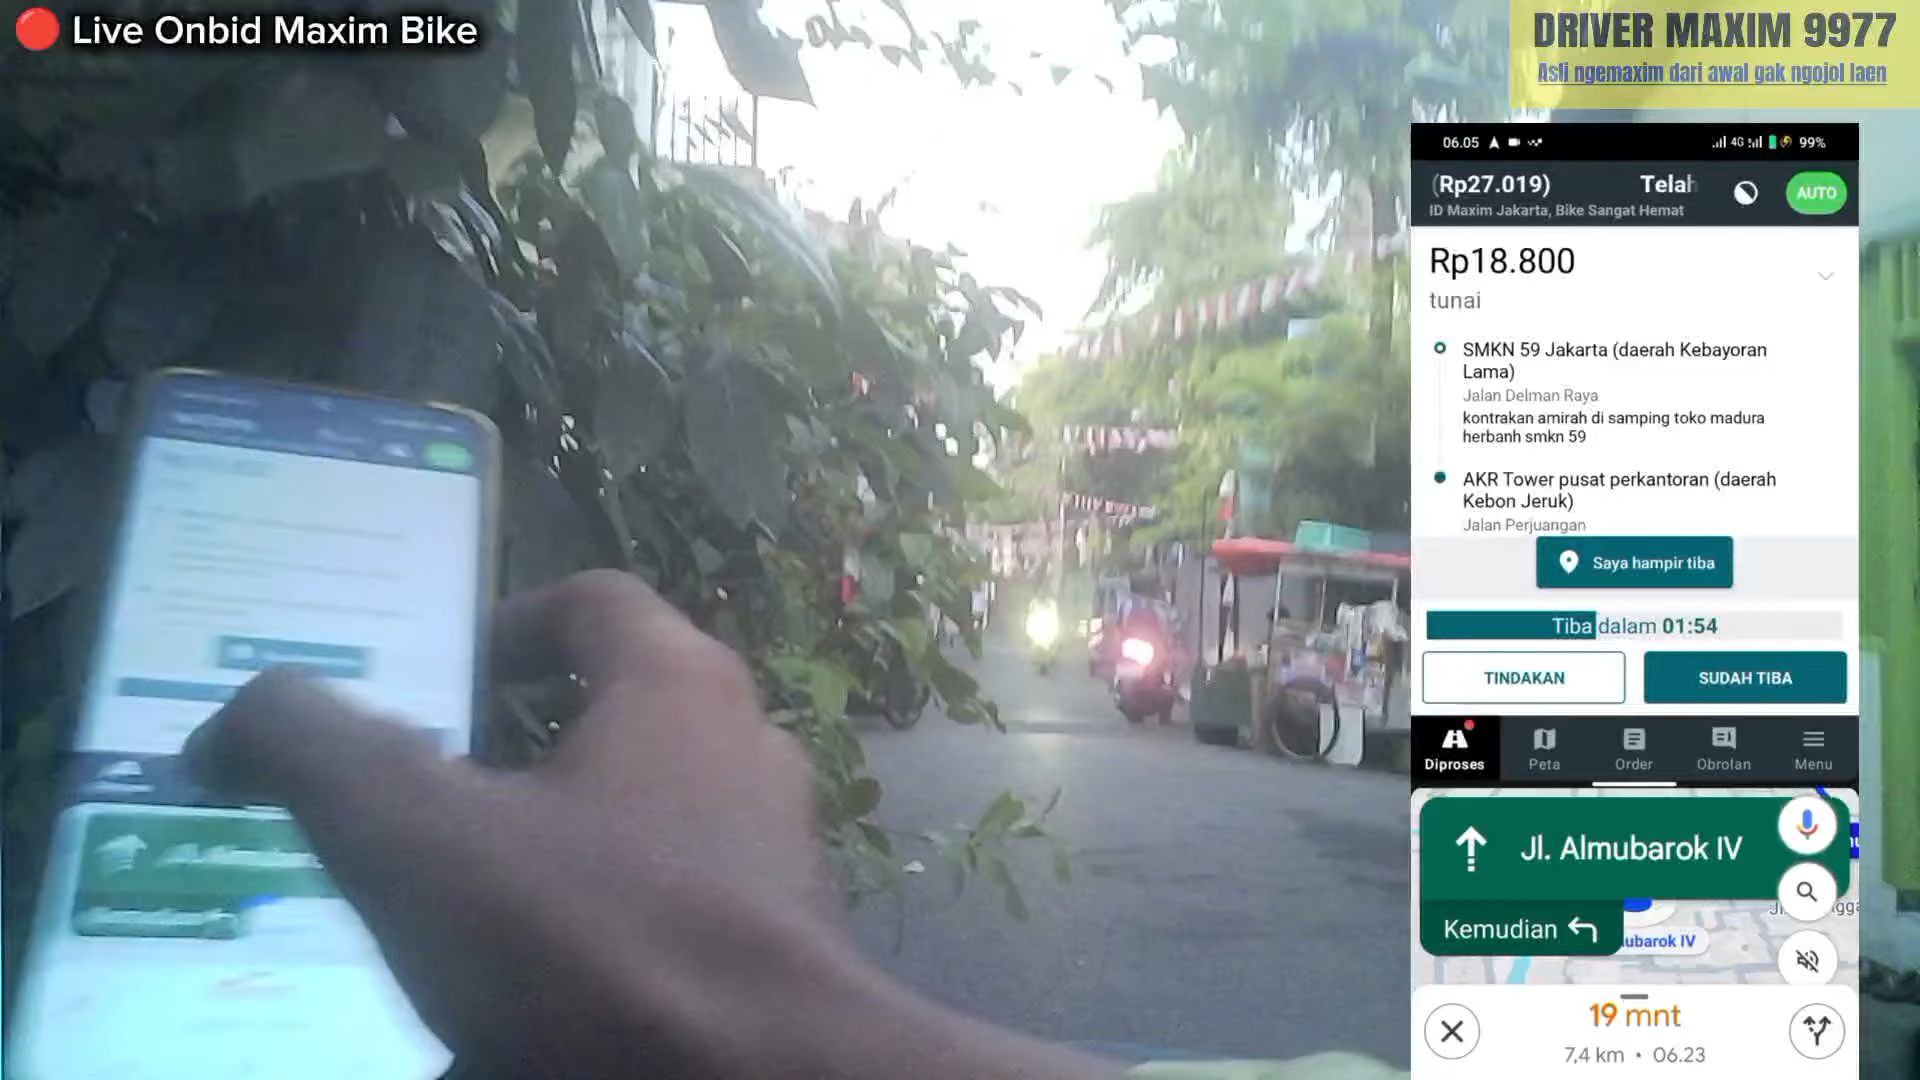 Live Onbid Maxim Bike
DRIVER MAXIM 9977
Asli ngemaxim dari awal gak ngojol laen
06.05 4G 99%
(Rp27.019) Telah
AUTO
ID Maxim Jakarta, Bike Sangat Hemat
Rp18.800
tunai
SMKN 59 Jakarta (daerah Kebayoran
Lama)
Jalan Delman Raya
kontrakan amirah di samping toko madura
herbanh smkn 59
AKR Tower pusat perkantoran (daerah
Kebon Jeruk)
Jalan Perjuangan
Saya hampir tiba
Tiba dalam 01:54
TINDAKAN
SUDAH TIBA
Diproses
Peta
Order
Obrolan
Menu
Jl. Almubarok IV
Kemudian
ubarok IV
19 mnt
7,4 km • 06.23